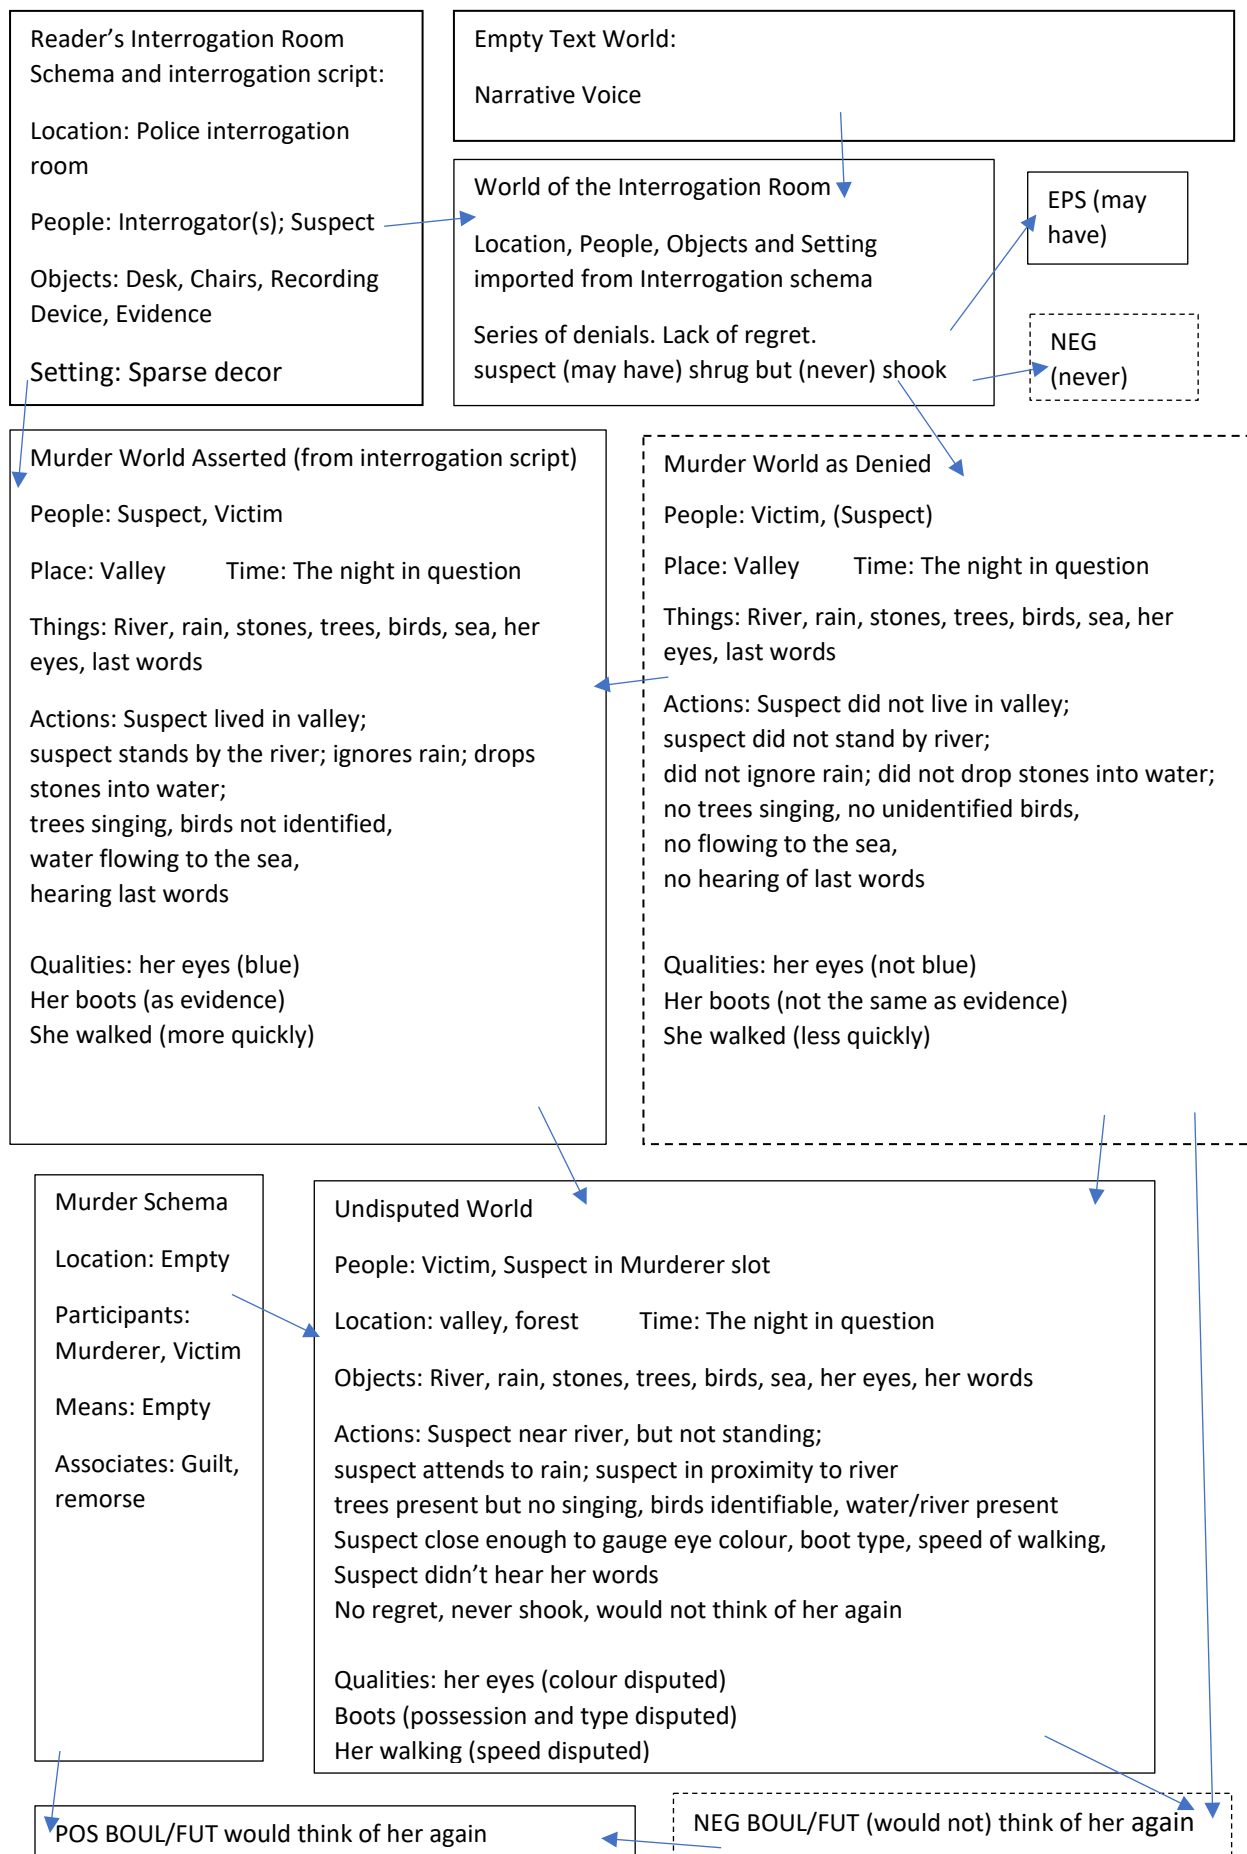 Reader’s Interrogation Room
Schema and interrogation script:
Location: Police interrogation
room
People: Interrogator(s); Suspect
Objects: Desk, Chairs, Recording
Device, Evidence
Setting: Sparse decor
Empty Text World:
Narrative Voice
World of the Interrogation Room
Location, People, Objects and Setting
imported from Interrogation schema
Series of denials. Lack of regret.
suspect (may have) shrug but (never) shook
EPS (may
have)
NEG
(never)
Murder World Asserted (from interrogation script)
People: Suspect, Victim
Place: Valley Time: The night in question
Things: River, rain, stones, trees, birds, sea, her
eyes, last words
Actions: Suspect lived in valley;
suspect stands by the river; ignores rain; drops
stones into water;
trees singing, birds not identified,
water flowing to the sea,
hearing last words
Qualities: her eyes (blue)
Her boots (as evidence)
She walked (more quickly)
Murder World as Denied
People: Victim, (Suspect)
Place: Valley Time: The night in question
Things: River, rain, stones, trees, birds, sea, her
eyes, last words
Actions: Suspect did not live in valley;
suspect did not stand by river;
did not ignore rain; did not drop stones into water;
no trees singing, no unidentified birds,
no flowing to the sea,
no hearing of last words
Qualities: her eyes (not blue)
Her boots (not the same as evidence)
She walked (less quickly)
Murder Schema
Location: Empty
Participants:
Murderer, Victim
Means: Empty
Associates: Guilt,
remorse
Undisputed World
People: Victim, Suspect in Murderer slot
Location: valley, forest Time: The night in question
Objects: River, rain, stones, trees, birds, sea, her eyes, her words
Actions: Suspect near river, but not standing;
suspect attends to rain; suspect in proximity to river
trees present but no singing, birds identifiable, water/river present
Suspect close enough to gauge eye colour, boot type, speed of walking,
Suspect didn’t hear her words
No regret, never shook, would not think of her again
Qualities: her eyes (colour disputed)
Boots (possession and type disputed)
Her walking (speed disputed)
POS BOUL/FUT would think of her again
NEG BOUL/FUT (would not) think of her again